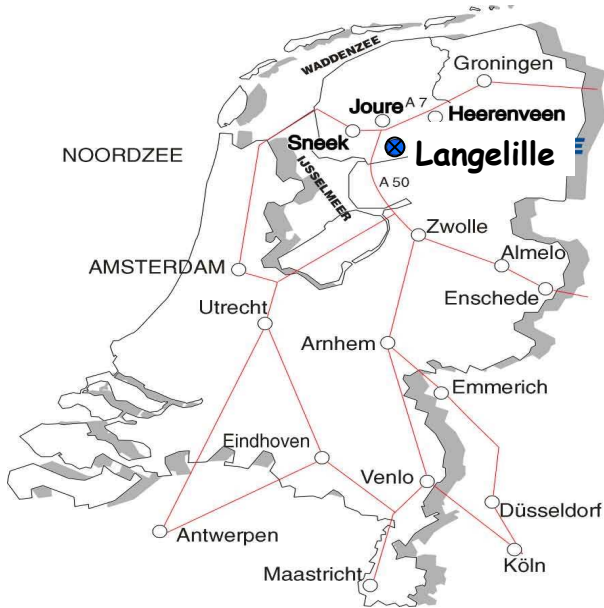 WADDENZEE
Groningen
Joure
A 7
Heerenveen
Sneek
Langelille
NOORDZEE
IJSSELMEER
A 50
Zwolle
Almelo
AMSTERDAM
Enschede
Utrecht
Arnhem
Emmerich
Eindhoven
Venlo
Düsseldorf
Antwerpen
Köln
Maastricht